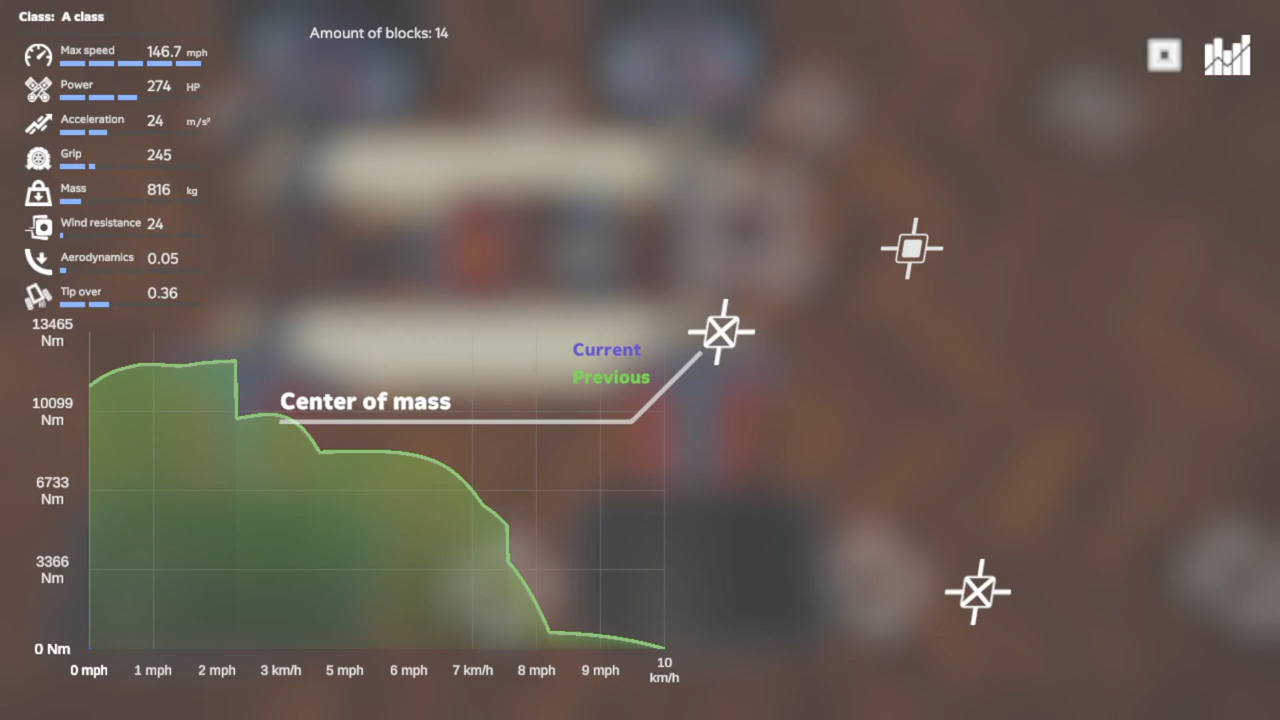 Class: A class
Amount of blocks: 14
Max speed 146.7 mph
Power 274 HP
Acceleration 24 m/s²
Grip 245
Mass 816 kg
Wind resistance 24
Aerodynamics 0.05
Tip over 0.36
13465
Nm
Current
Previous
Center of mass
10099
Nm
6733
Nm
3366
Nm
0 Nm
0 mph 1 mph 2 mph 3 km/h 5 mph 6 mph 7 km/h 8 mph 9 mph 10
km/h